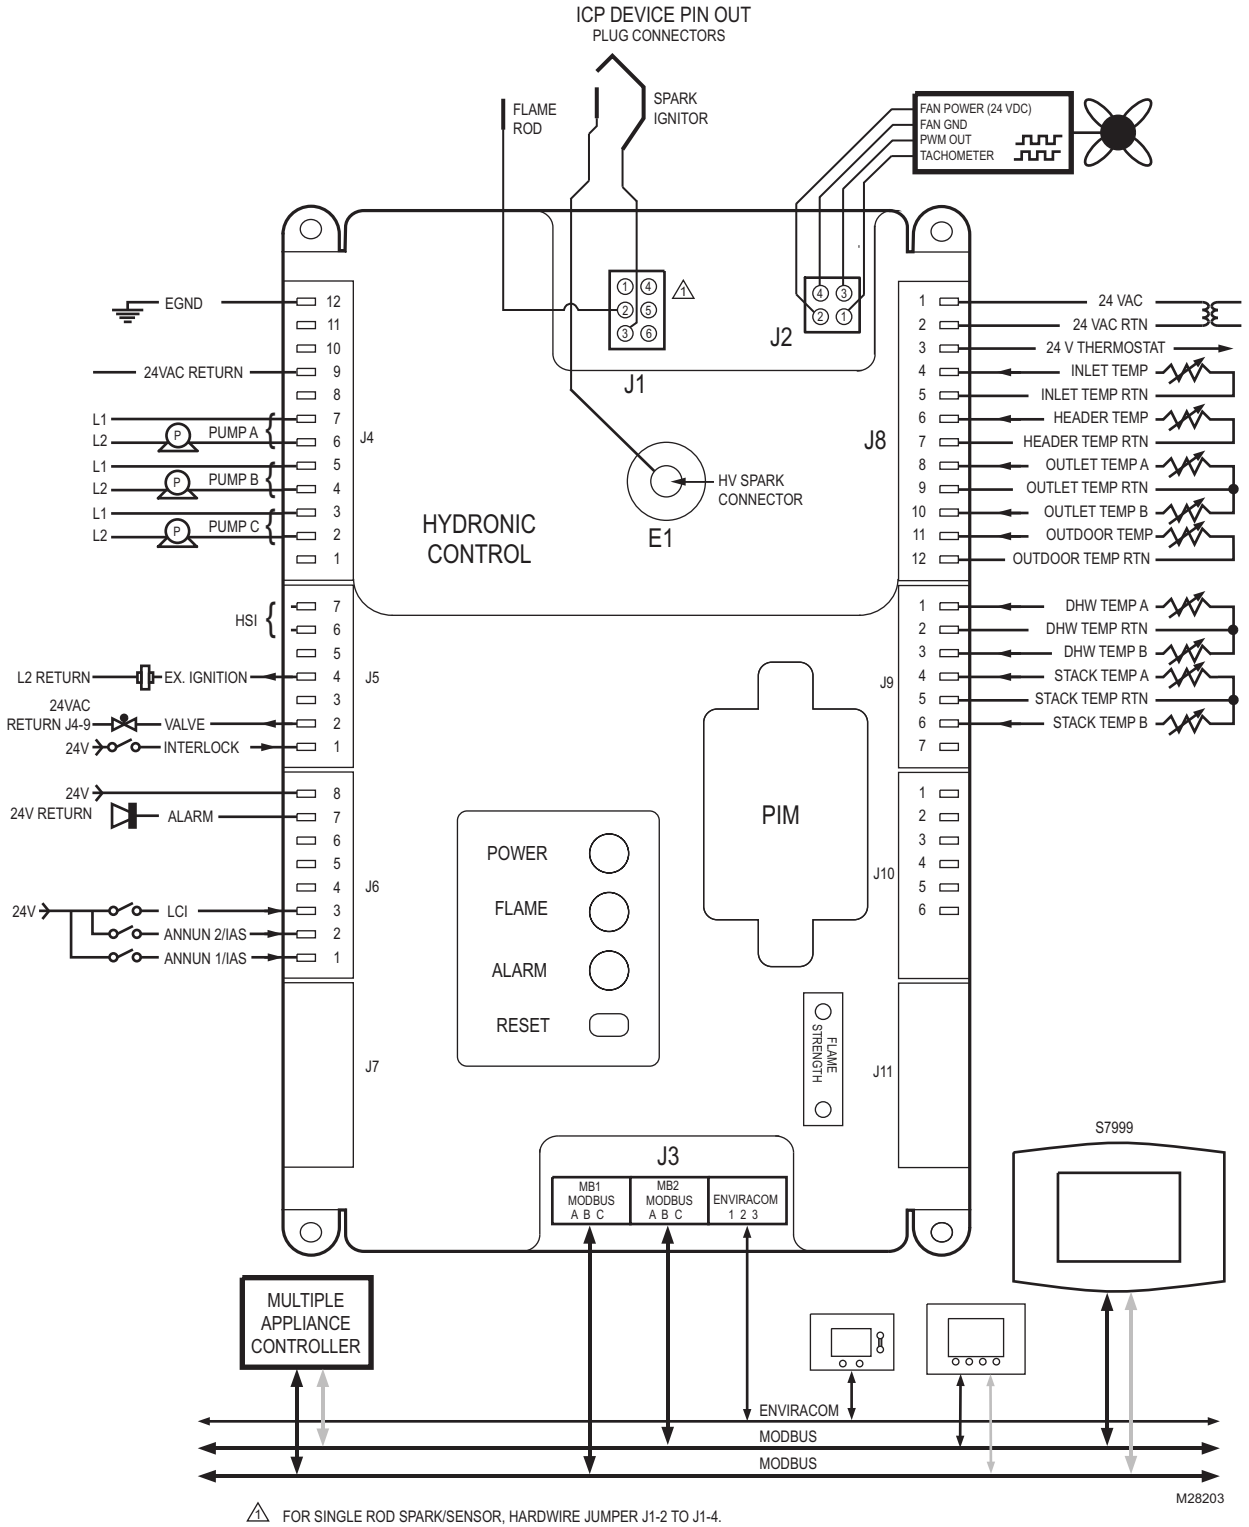 ICP DEVICE PIN OUT
PLUG CONNECTORS
FLAME
ROD
SPARK
IGNITOR
FAN POWER (24 VDC)
FAN GND
PWM OUT
TACHOMETER
1 4
2 5
3 6
1
J1
4 3
2 1
J2
HV SPARK
CONNECTOR
E1
HYDRONIC
CONTROL
EGND 12
11
10
24VAC RETURN 9
8
L1 7
L2 P PUMP A 6
L1 5
L2 P PUMP B 4
L1 3
L2 P PUMP C 2
1
J4
HSI
7
6
5
L2 RETURN EX. IGNITION 4
3
24VAC
RETURN J4-9 VALVE 2
24V INTERLOCK 1
J5
24V 8
24V RETURN ALARM 7
6
5
4
24V LCI 3
ANNUN 2/IAS 2
ANNUN 1/IAS 1
J6
J7
J8
1 24 VAC
2 24 VAC RTN
3 24 V THERMOSTAT
4 INLET TEMP
5 INLET TEMP RTN
6 HEADER TEMP
7 HEADER TEMP RTN
8 OUTLET TEMP A
9 OUTLET TEMP RTN
10 OUTLET TEMP B
11 OUTDOOR TEMP
12 OUTDOOR TEMP RTN
J9
1 DHW TEMP A
2 DHW TEMP RTN
3 DHW TEMP B
4 STACK TEMP A
5 STACK TEMP RTN
6 STACK TEMP B
7
J10
1
2
3
4
5
6
J11
PIM
POWER
FLAME
ALARM
RESET
FLAME
STRENGTH
J3
MB1
MODBUS
A B C
MB2
MODBUS
A B C
ENVIRACOM
1 2 3
S7999
MULTIPLE
APPLIANCE
CONTROLLER
ENVIRACOM
MODBUS
MODBUS
M28203
1 FOR SINGLE ROD SPARK/SENSOR, HARDWIRE JUMPER J1-2 TO J1-4.